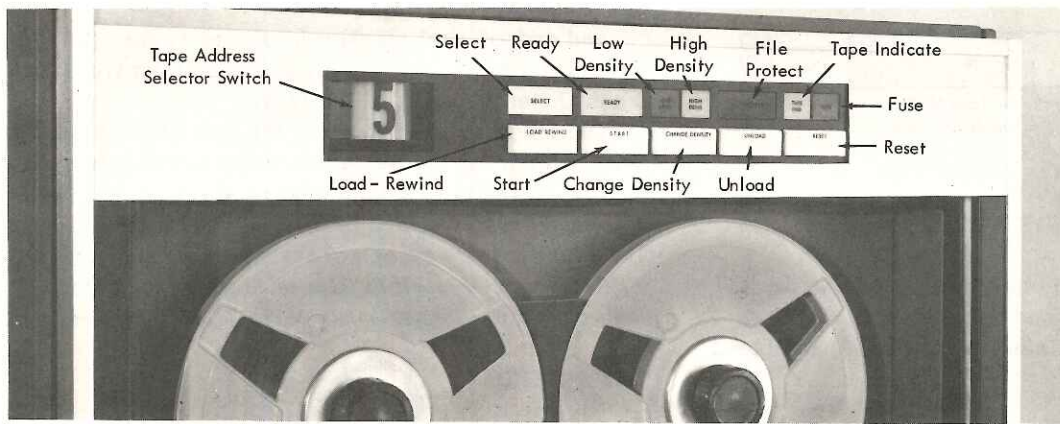 Tape Address
Selector Switch
Select
Ready
Low
Density
High
Density
File
Protect
Tape Indicate
5
SELECT
READY
HIGH
DENS
Fuse
LOAD REWIND
START
CHANGE DENSITY
UNLOAD
RESET
Reset
Load - Rewind
Start
Change Density
Unload